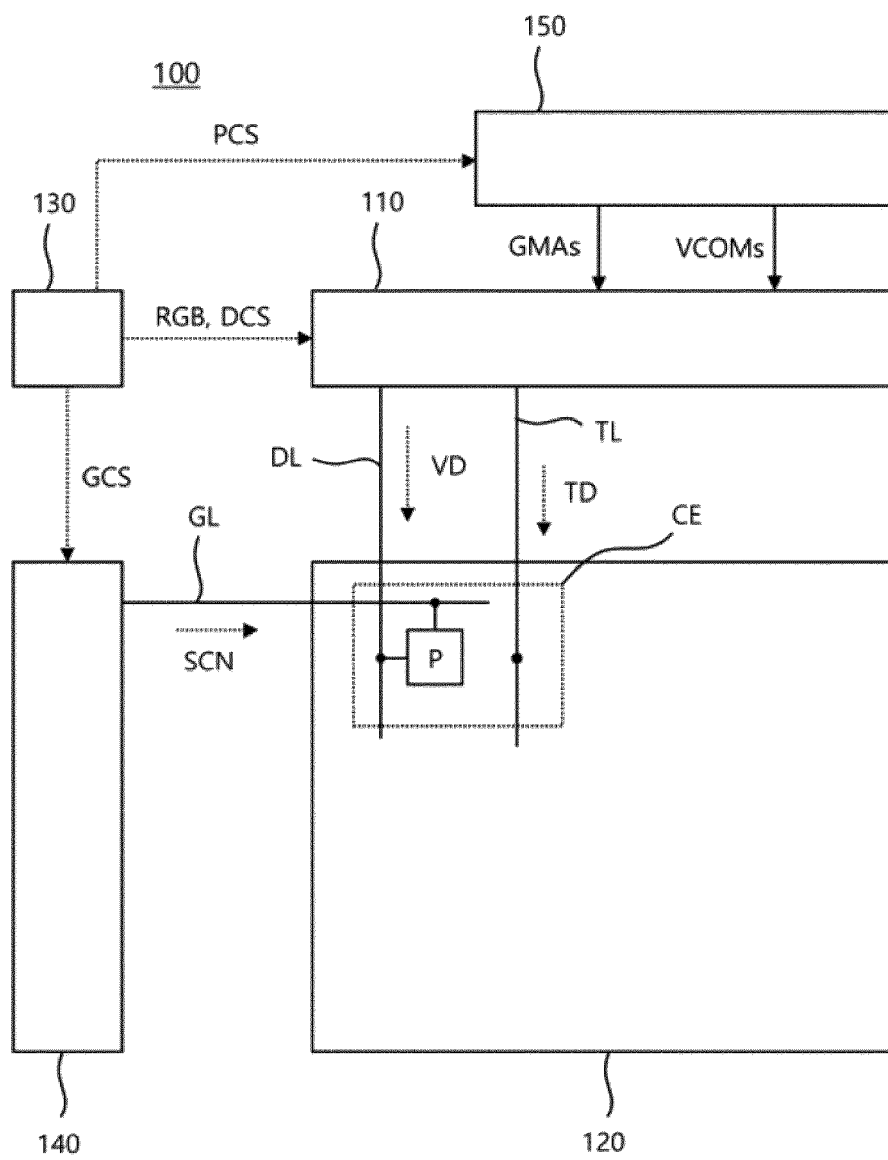 150
100
PCS
130
110
GMAs
VCOMs
RGB, DCS
TL
DL
VD
GCS
TD
GL
CE
SCN
P
140
120